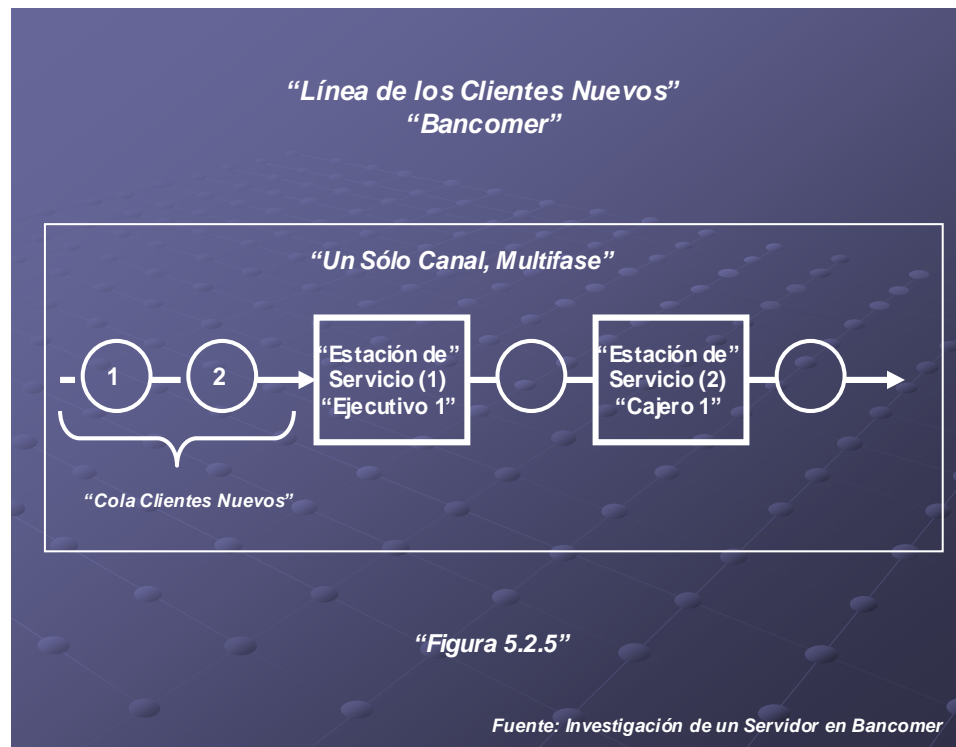 “Línea de los Clientes Nuevos”
“Bancomer”
“Un Sólo Canal, Multifase”
1
2
“Estación de”
Servicio (1)
“Ejecutivo 1”
“Estación de”
Servicio (2)
“Cajero 1”
“Cola Clientes Nuevos”
“Figura 5.2.5”
Fuente: Investigación de un Servidor en Bancomer